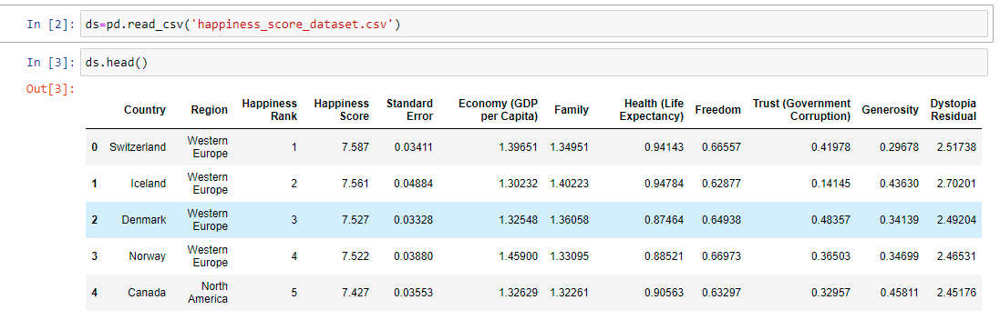 In [2]: ds=pd.read_csv('happiness_score_dataset.csv')
In [3]: ds.head()
Out[3]:
Country Region Happiness Rank Happiness Score Standard Error Economy (GDP per Capita) Family Health (Life Expectancy) Freedom Trust (Government Corruption) Generosity Dystopia Residual
0 Switzerland Western Europe 1 7.587 0.03411 1.39651 1.34951 0.94143 0.66557 0.41978 0.29678 2.51738
1 Iceland Western Europe 2 7.561 0.04884 1.30232 1.40223 0.94784 0.62877 0.14145 0.43630 2.70201
2 Denmark Western Europe 3 7.527 0.03328 1.32548 1.36058 0.87464 0.64938 0.48357 0.34139 2.49204
3 Norway Western Europe 4 7.522 0.03880 1.45900 1.33095 0.88521 0.66973 0.36503 0.34699 2.46531
4 Canada North America 5 7.427 0.03553 1.32629 1.32261 0.90563 0.63297 0.32957 0.45811 2.45176